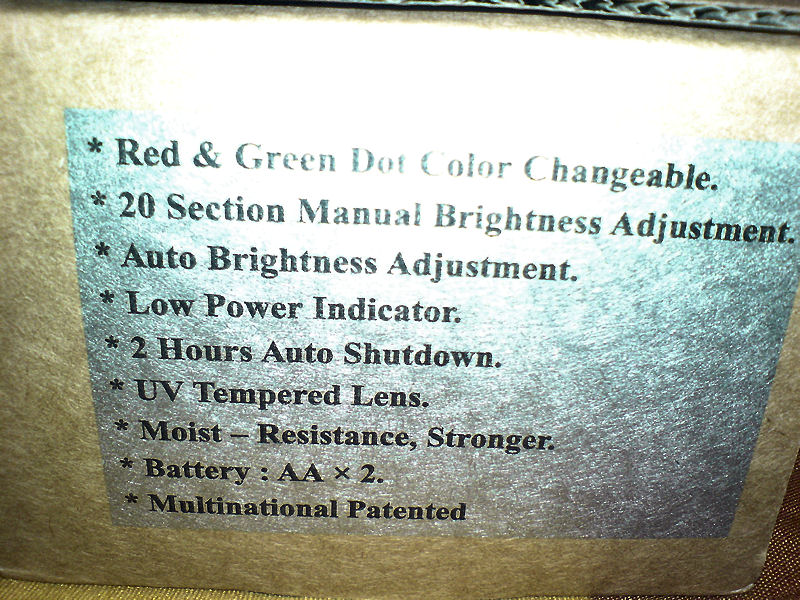 * Red & Green Dot Color Changeable.
* 20 Section Manual Brightness Adjustment.
* Auto Brightness Adjustment.
* Low Power Indicator.
* 2 Hours Auto Shutdown.
* UV Tempered Lens.
* Moist – Resistance, Stronger.
* Battery : AA × 2.
* Multinational Patented